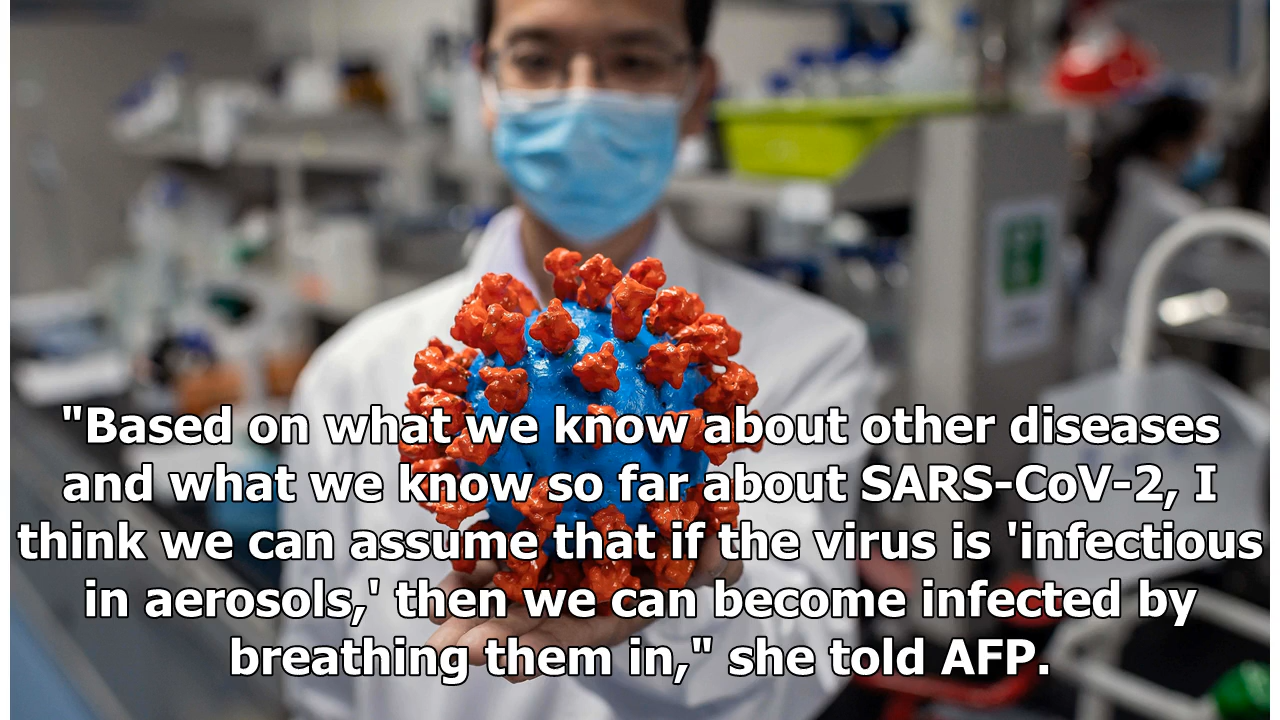 "Based on what we know about other diseases
and what we know so far about SARS-CoV-2, I
think we can assume that if the virus is 'infectious
in aerosols,' then we can become infected by
breathing them in," she told AFP.